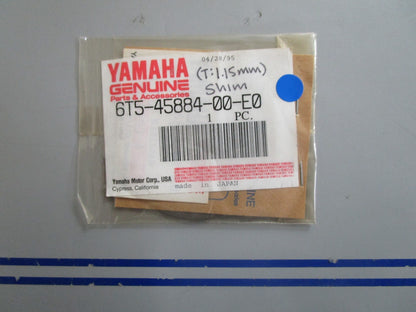 04/28/95
YAMAHA
GENUINE
Parts & Accessories
(T:1.15mm)
Shim
6T5-45884-00-E0
1 PC.
Yamaha Motor Corp., USA
Cypress, California
made in JAPAN